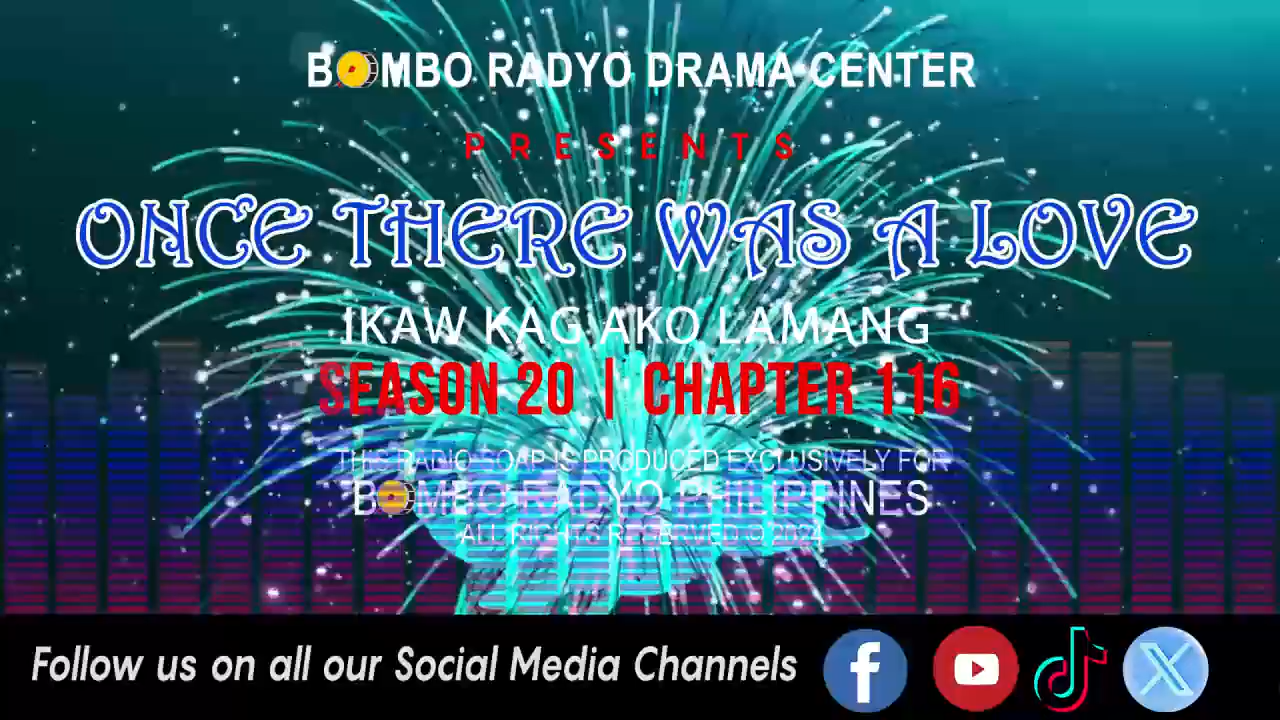 BOMBO RADYO DRAMA CENTER
PRESENTS
ONCE THERE WAS A LOVE
IKAW KAG AKO LAMANG
SEASON 20 | CHAPTER 116
THIS RADIO SOAP IS PRODUCED EXCLUSIVELY FOR
BOMBO RADYO PHILIPPINES
ALL RIGHTS RESERVED © 2024
Follow us on all our Social Media Channels